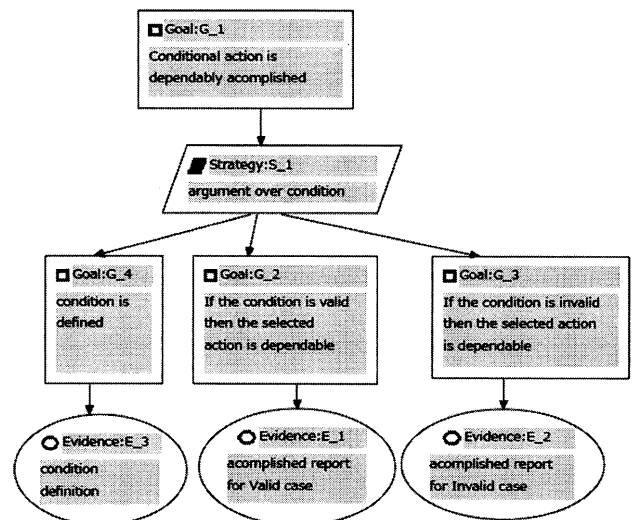 Goal:G_1
Conditional action is
dependably acomplished
Strategy:S_1
argument over condition
Goal:G_4
condition is
defined
Goal:G_2
If the condition is valid
then the selected
action is dependable
Goal:G_3
If the condition is invalid
then the selected action
is dependable
Evidence:E_3
condition
definition
Evidence:E_1
acomplished report
for Valid case
Evidence:E_2
acomplished report
for Invalid case